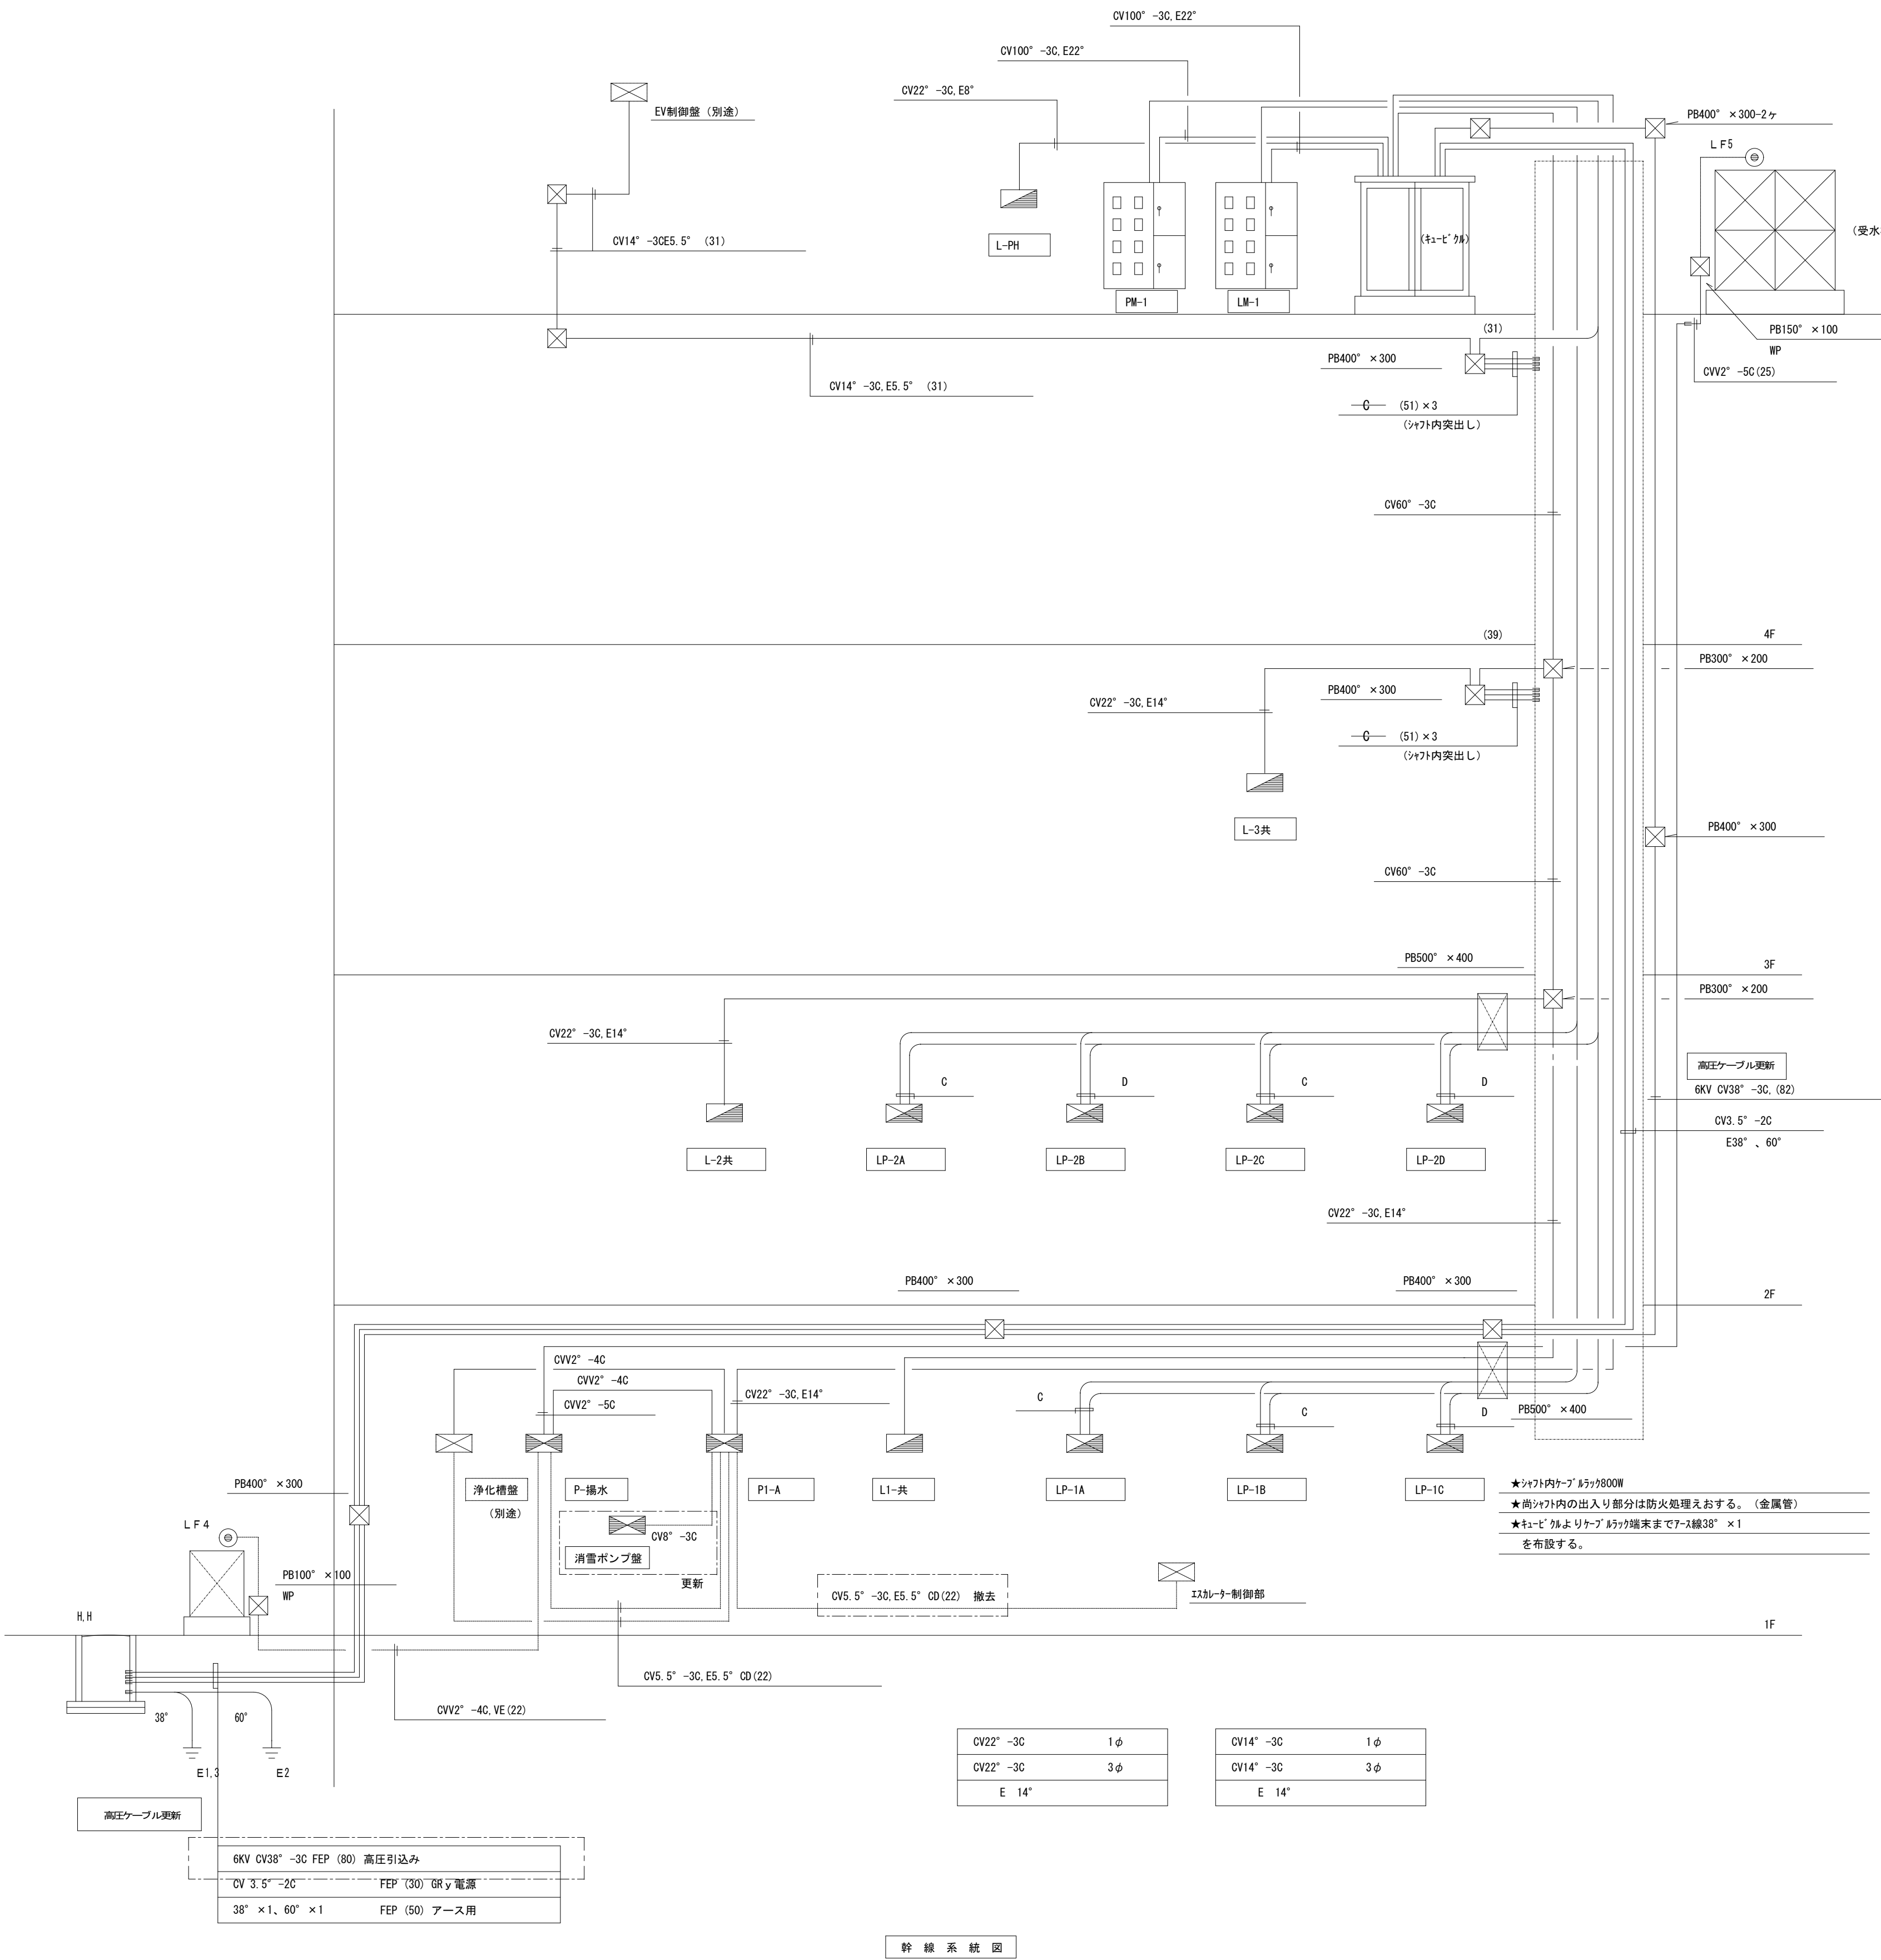 CV100°-3C,E22°
CV100°-3C,E22°
CV22°-3C,E8°
EV制御盤（別途）
PB400°×300-2ヶ
ＬＦ5
L-PH
CV14°-3CE5.5° (31)
(ｷｭｰﾋﾞｸﾙ)
（受水
PM-1
LM-1
(31)
PB150°×100
WP
PB400°×300
CVV2°-5C(25)
CV14°-3C,E5.5° (31)
C (51)×3
(ｼｬﾌﾄ内突出し)
CV60°-3C
(39)
4F
PB300°×200
PB400°×300
CV22°-3C,E14°
C (51)×3
(ｼｬﾌﾄ内突出し)
L-3共
PB400°×300
CV60°-3C
PB500°×400
3F
PB300°×200
CV22°-3C,E14°
高圧ケーブル更新
C
D
C
D
6KV CV38°-3C,(82)
CV3.5°-2C
E38°、60°
L-2共
LP-2A
LP-2B
LP-2C
LP-2D
CV22°-3C,E14°
PB400°×300
PB400°×300
2F
CVV2°-4C
CVV2°-4C
CV22°-3C,E14°
CVV2°-5C
C
C
D
PB500°×400
PB400°×300
浄化槽盤
（別途）
P-揚水
P1-A
L1-共
LP-1A
LP-1B
LP-1C
★ｼｬﾌﾄ内ｹｰﾌﾞﾙﾗｯｸ800W
★尚ｼｬﾌﾄ内の出入り部分は防火処理えおする。（金属管）
★ｷｭｰﾋﾞｸﾙよりｹｰﾌﾞﾙﾗｯｸ端末までｱｰｽ線38°×1
を布設する。
ＬＦ4
CV8°-3C
消雪ポンプ盤
更新
PB100°×100
WP
CV5.5°-3C,E5.5°CD(22) 撤去
ｴｽｶﾚｰﾀｰ制御部
H,H
1F
CV5.5°-3C,E5.5°CD(22)
CVV2°-4C,VE(22)
38°
60°
Ｅ1,3
Ｅ2
CV22°-3C 1φ
CV22°-3C 3φ
E 14°
CV14°-3C 1φ
CV14°-3C 3φ
E 14°
高圧ケーブル更新
6KV CV38°-3C FEP (80) 高圧引込み
CV 3.5°-2C FEP (30) GRｙ電源
38°×1、60°×1 FEP (50) アース用
幹 線 系 統 図